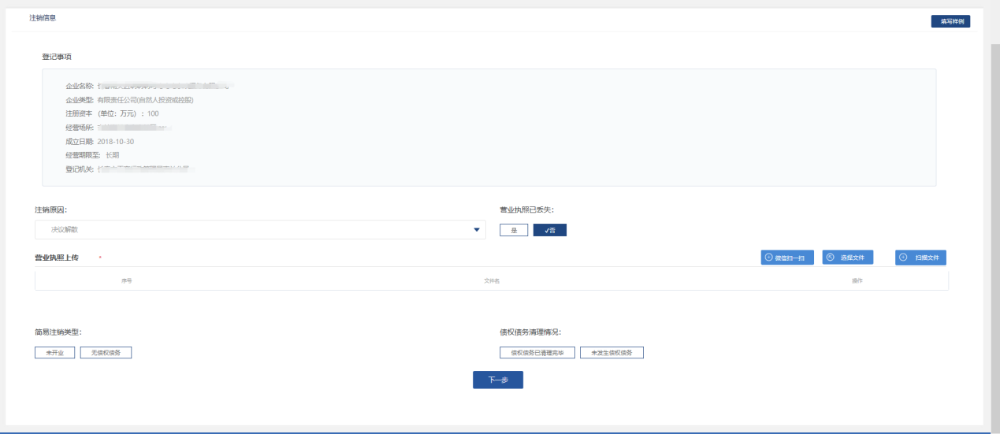 注销信息
填写样例
登记事项
企业名称:
企业类型: 有限责任公司(自然人投资或控股)
注册资本 (单位: 万元) : 100
经营场所:
成立日期: 2018-10-30
经营期限至: 长期
登记机关:
注销原因:
营业执照已丢失:
决议解散
是
✓否
营业执照上传 *
微信扫一扫
选择文件
扫描文件
序号 文件名 操作
简易注销类型:
债权债务清理情况:
未开业 无债权债务
债权债务已清理完毕 未发生债权债务
下一步